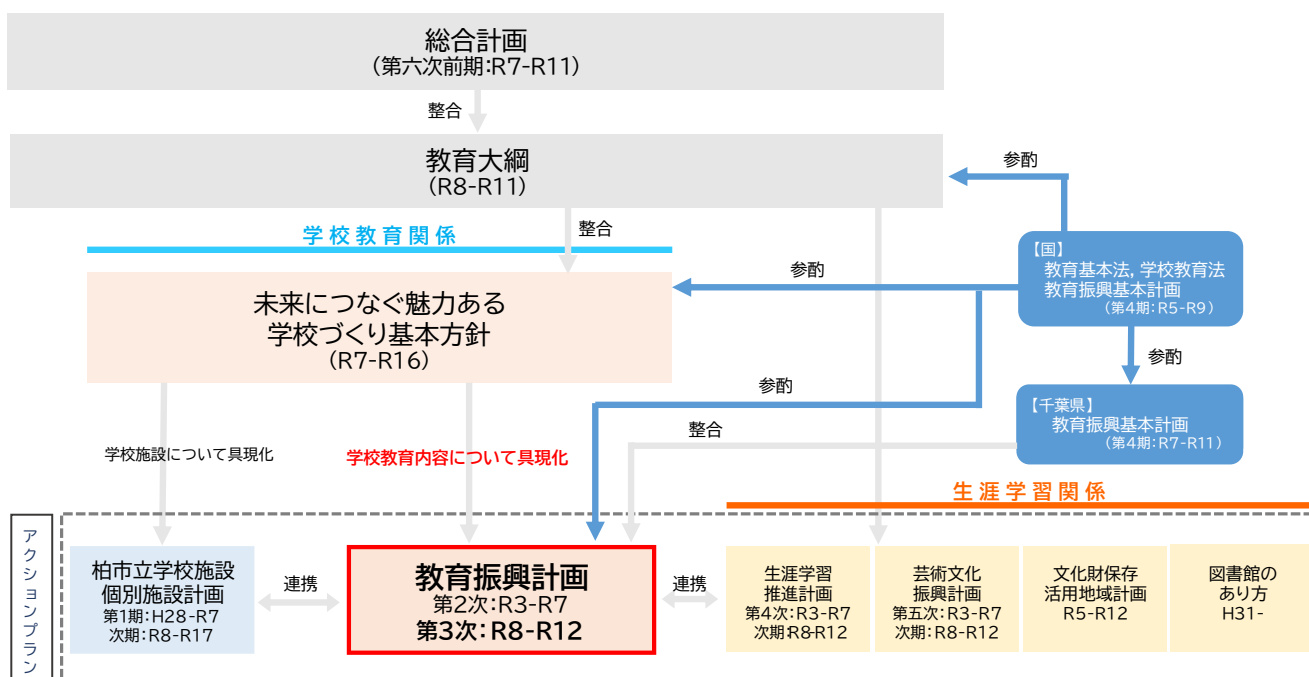 総合計画
(第六次前期:R7-R11)
整合
教育大綱
(R8-R11)
参酌
学校教育関係
整合
【国】
教育基本法, 学校教育法
教育振興基本計画
(第4期:R5-R9)
参酌
未来につなぐ魅力ある
学校づくり基本方針
(R7-R16)
参酌
参酌
【千葉県】
教育振興基本計画
(第4期:R7-R11)
整合
学校施設について具現化
学校教育内容について具現化
生涯学習関係
アクションプラン
柏市立学校施設
個別施設計画
第1期:H28-R7
次期:R8-R17
連携
教育振興計画
第2次:R3-R7
第3次:R8-R12
連携
生涯学習
推進計画
第4次:R3-R7
次期:R8-R12
芸術文化
振興計画
第五次:R3-R7
次期:R8-R12
文化財保存
活用地域計画
R5-R12
図書館の
あり方
H31-